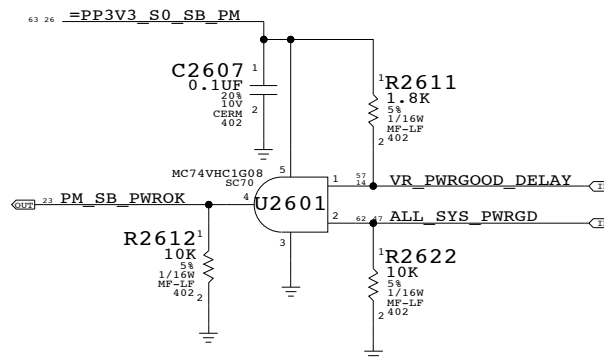 63 26 =PP3V3_S0_SB_PM
C2607 1
0.1UF
20%
10V 2
CERM
402
1 R2611
1.8K
5%
1/16W
MF-LF
2 402
MC74VHC1G08
SC70
5
U2601
1
57
14
VR_PWRGOOD_DELAY
IN
OUT 23 PM_SB_PWROK
4
2
62 47 ALL_SYS_PWRGD
IN
3
R2612 1
10K
5%
1/16W
MF-LF
402 2
1 R2622
10K
5%
1/16W
MF-LF
2 402